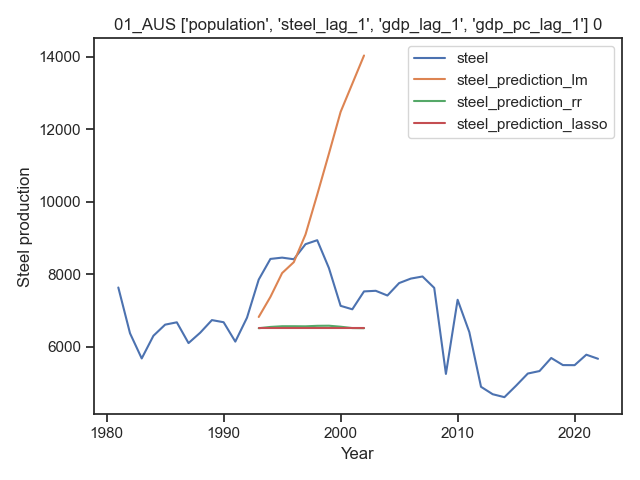 01_AUS ['population', 'steel_lag_1', 'gdp_lag_1', 'gdp_pc_lag_1'] 0
steel
steel_prediction_lm
steel_prediction_rr
steel_prediction_lasso
Steel production
14000
12000
10000
8000
6000
1980
1990
2000
2010
2020
Year